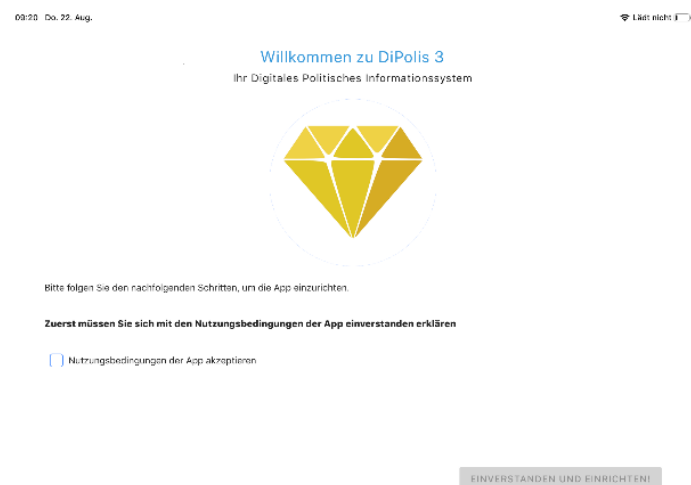 09:20 Do. 22. Aug.
Lädt nicht
Willkommen zu DiPolis 3
Ihr Digitales Politisches Informationssystem
Bitte folgen Sie den nachfolgenden Schritten, um die App einzurichten.
Zuerst müssen Sie sich mit den Nutzungsbedingungen der App einverstanden erklären
Nutzungsbedingungen der App akzeptieren
EINVERSTANDEN UND EINRICHTEN!